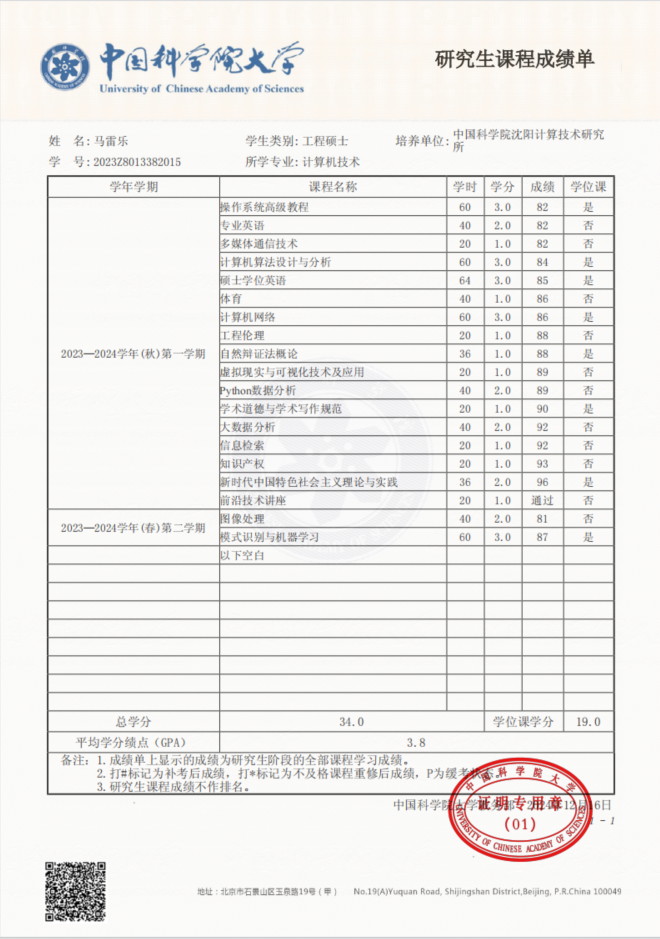 中国科学院大学
University of Chinese Academy of Sciences
研究生课程成绩单
姓 名: 马雷乐 学生类别: 工程硕士 培养单位: 中国科学院沈阳计算技术研究所
学 号: 2023Z8013382015 所学专业: 计算机技术
学年学期 课程名称 学时 学分 成绩 学位课
2023—2024学年(秋)第一学期
操作系统高级教程 60 3.0 82 是
专业英语 40 2.0 82 否
多媒体通信技术 20 1.0 82 否
计算机算法设计与分析 60 3.0 84 是
硕士学位英语 64 3.0 85 是
体育 40 1.0 86 否
计算机网络 60 3.0 86 是
工程伦理 20 1.0 88 否
自然辩证法概论 36 1.0 88 是
虚拟现实与可视化技术及应用 20 1.0 89 否
Python数据分析 40 2.0 89 否
学术道德与学术写作规范 20 1.0 90 是
大数据分析 40 2.0 92 否
信息检索 20 1.0 92 否
知识产权 20 1.0 93 否
新时代中国特色社会主义理论与实践 36 2.0 96 是
前沿技术讲座 20 1.0 通过 否
2023—2024学年(春)第二学期
图像处理 40 2.0 81 否
模式识别与机器学习 60 3.0 87 是
以下空白
总学分 34.0 学位课学分 19.0
平均学分绩点（GPA） 3.8
备注: 1.成绩单上显示的成绩为研究生阶段的全部课程学习成绩。
2.打#标记为补考后成绩，打*标记为不及格课程重修后成绩，P为缓考状态。
3.研究生课程成绩不作排名。
中国科学院大学教务部 2024年12月16日
1 - 1
中国科学院大学
证明专用章
(01)
UNIVERSITY OF CHINESE ACADEMY OF SCIENCES
地址：北京市石景山区玉泉路19号（甲） No.19(A)Yuquan Road, Shijingshan District,Beijing, P.R.China 100049